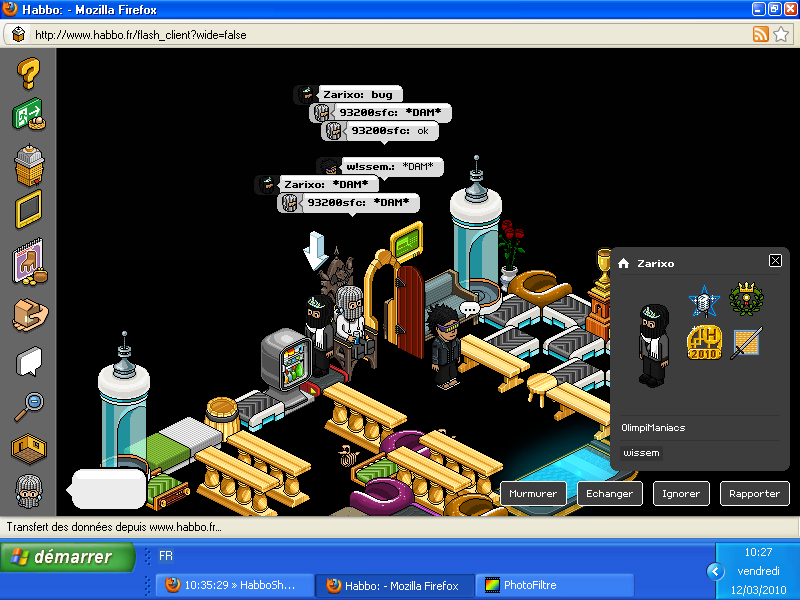 Habbo: - Mozilla Firefox
http://www.habbo.fr/flash_client?wide=false
Zarixo: bug
93200sfc: *DAM*
93200sfc: ok
w!ssem.: *DAM*
Zarixo: *DAM*
93200sfc: *DAM*
Zarixo
2010
OlimpiManiacs
wissem
Murmurer
Echanger
Ignorer
Rapporter
Transfert des données depuis www.habbo.fr...
démarrer
FR
10:27
vendredi
12/03/2010
10:35:29 » HabboSh...
Habbo: - Mozilla Firefox
PhotoFiltre